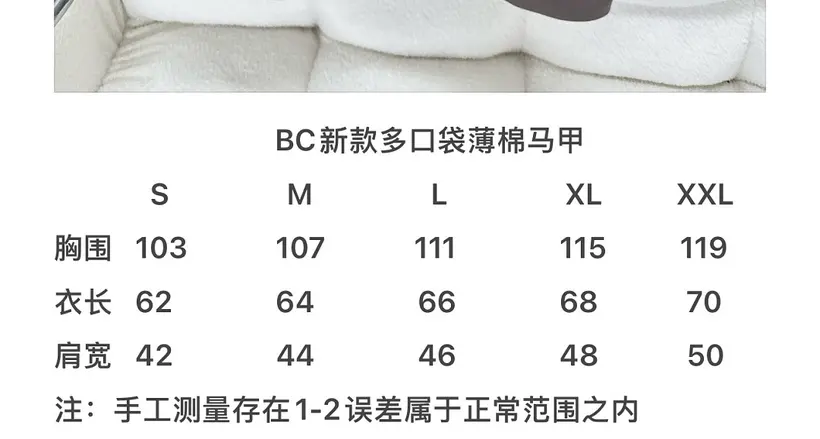 BC新款多口袋薄棉马甲
S M L XL XXL
胸围 103 107 111 115 119
衣长 62 64 66 68 70
肩宽 42 44 46 48 50
注：手工测量存在1-2误差属于正常范围之内